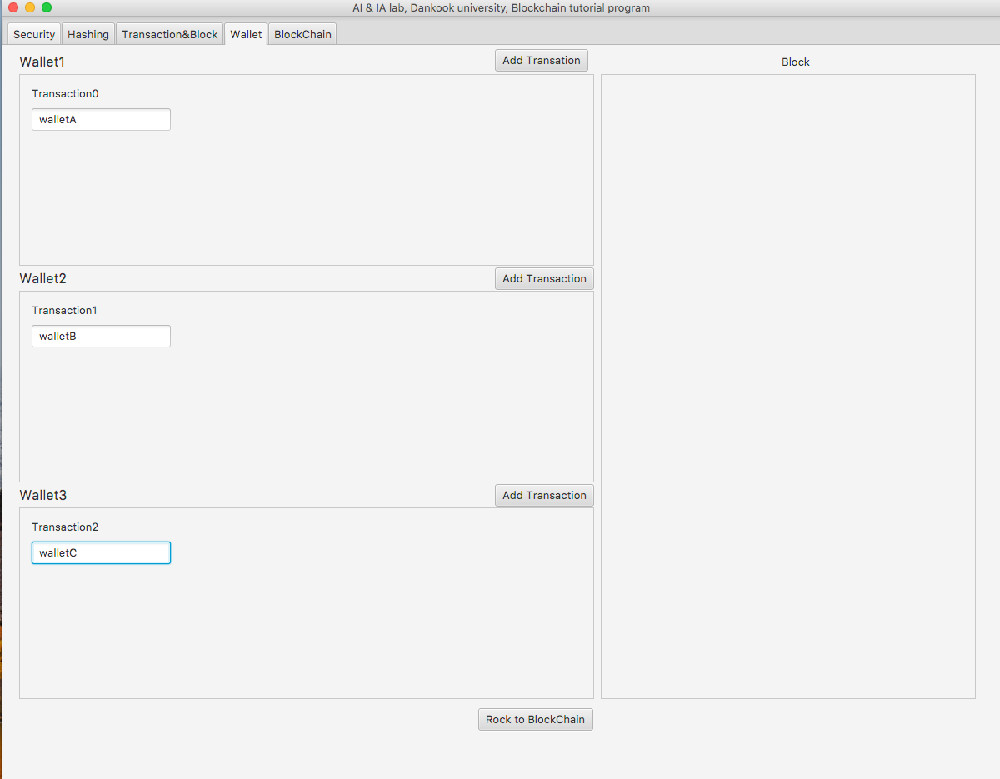 AI & IA lab, Dankook university, Blockchain tutorial program
Security Hashing Transaction&Block Wallet BlockChain
Wallet1 Add Transation Block
Transaction0
walletA
Wallet2 Add Transaction
Transaction1
walletB
Wallet3 Add Transaction
Transaction2
walletC
Rock to BlockChain